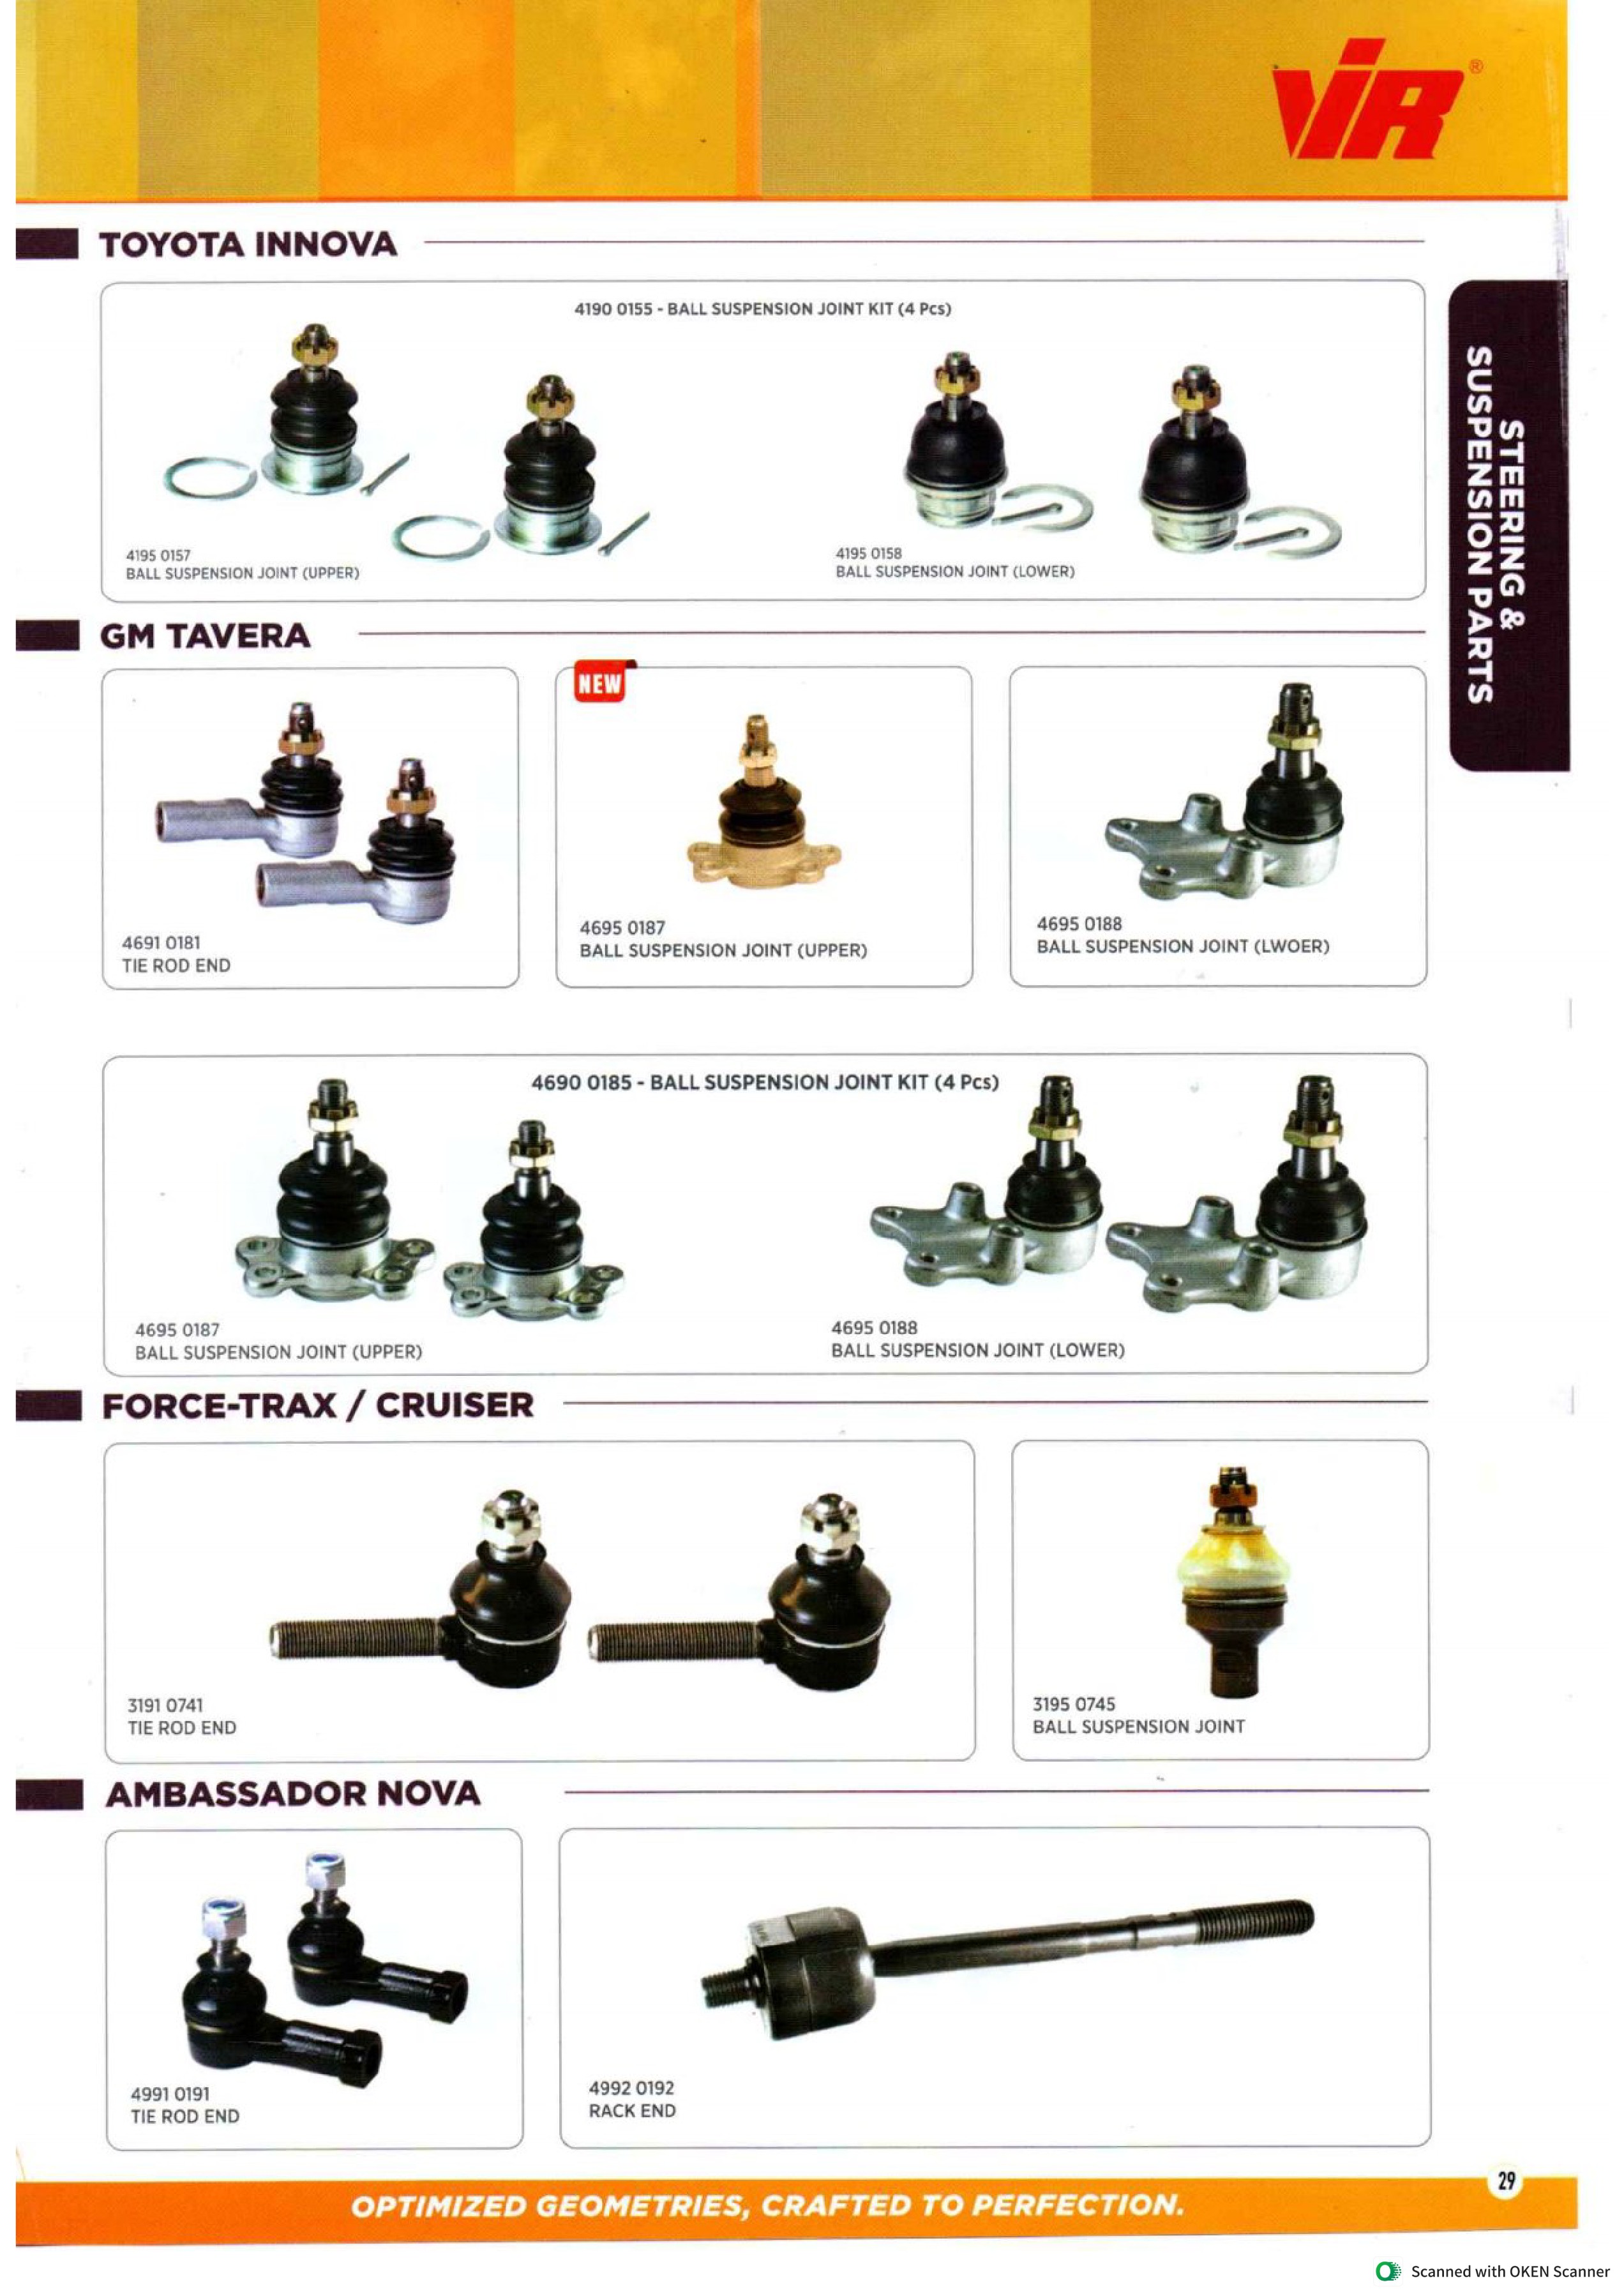 ViR®
TOYOTA INNOVA
4190 0155 - BALL SUSPENSION JOINT KIT (4 Pcs)
4195 0157
BALL SUSPENSION JOINT (UPPER)
4195 0158
BALL SUSPENSION JOINT (LOWER)
STEERING &
SUSPENSION PARTS
GM TAVERA
4691 0181
TIE ROD END
NEW
4695 0187
BALL SUSPENSION JOINT (UPPER)
4695 0188
BALL SUSPENSION JOINT (LWOER)
4690 0185 - BALL SUSPENSION JOINT KIT (4 Pcs)
4695 0187
BALL SUSPENSION JOINT (UPPER)
4695 0188
BALL SUSPENSION JOINT (LOWER)
FORCE-TRAX / CRUISER
3191 0741
TIE ROD END
3195 0745
BALL SUSPENSION JOINT
AMBASSADOR NOVA
4991 0191
TIE ROD END
4992 0192
RACK END
29
OPTIMIZED GEOMETRIES, CRAFTED TO PERFECTION.
Scanned with OKEN Scanner